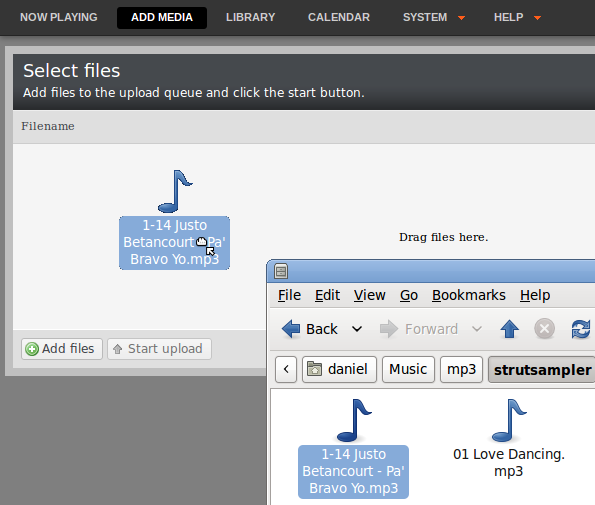 NOW PLAYING ADD MEDIA LIBRARY CALENDAR SYSTEM HELP
Select files
Add files to the upload queue and click the start button.
Filename
1-14 Justo
Betancourt - Pa'
Bravo Yo.mp3
Drag files here.
Add files Start upload
File Edit View Go Bookmarks Help
Back Forward
daniel Music mp3 strutsampler
1-14 Justo
Betancourt - Pa'
Bravo Yo.mp3
01 Love Dancing.
mp3